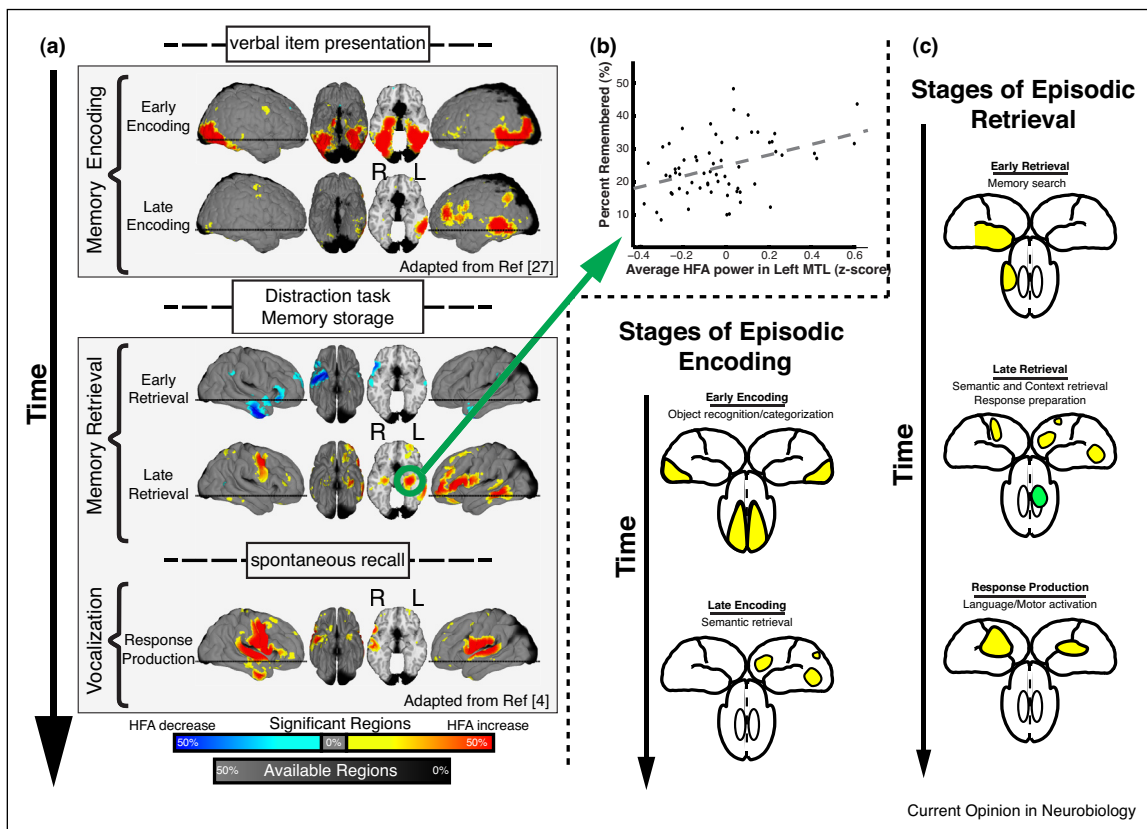 (a)
verbal item presentation
Memory Encoding
Early
Encoding
R L
Late
Encoding
Adapted from Ref [27]
Distraction task
Memory storage
Time
Memory Retrieval
Early
Retrieval
R L
Late
Retrieval
spontaneous recall
Vocalization
R L
Response
Production
Adapted from Ref [4]
HFA decrease Significant Regions HFA increase
50% 0% 50%
50% Available Regions 0%
(b)
Percent Remembered (%)
50
40
30
20
10
−0.4 −0.2 0.0 0.2 0.4 0.6
Average HFA power in Left MTL (z-score)
Stages of Episodic
Encoding
Time
Early Encoding
Object recognition/categorization
Late Encoding
Semantic retrieval
(c)
Stages of Episodic
Retrieval
Time
Early Retrieval
Memory search
Late Retrieval
Semantic and Context retrieval
Response preparation
Response Production
Language/Motor activation
Current Opinion in Neurobiology